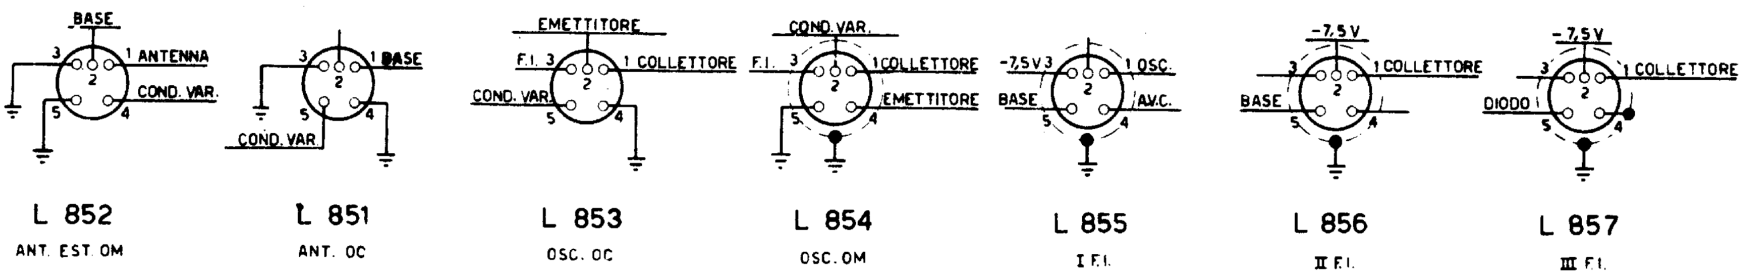 BASE
3 1 ANTENNA
2
COND. VAR.
5 4
L 852
ANT. EST. OM
3 1 BASE
2
5 4
COND. VAR.
L 851
ANT. OC
EMETTITORE
F.I. 3 1 COLLETTORE
2
COND. VAR.
5 4
L 853
OSC. OC
COND. VAR.
F.I. 3 1 COLLETTORE
2
EMETTITORE
5 4
L 854
OSC. OM
-7,5 V 3 1 OSC.
2
BASE A.V.C.
5 4
L 855
I F.I.
-7,5 V
3 1 COLLETTORE
2
BASE
5 4
L 856
II F.I.
-7,5 V
3 1 COLLETTORE
2
DIODO
5 4
L 857
III F.I.